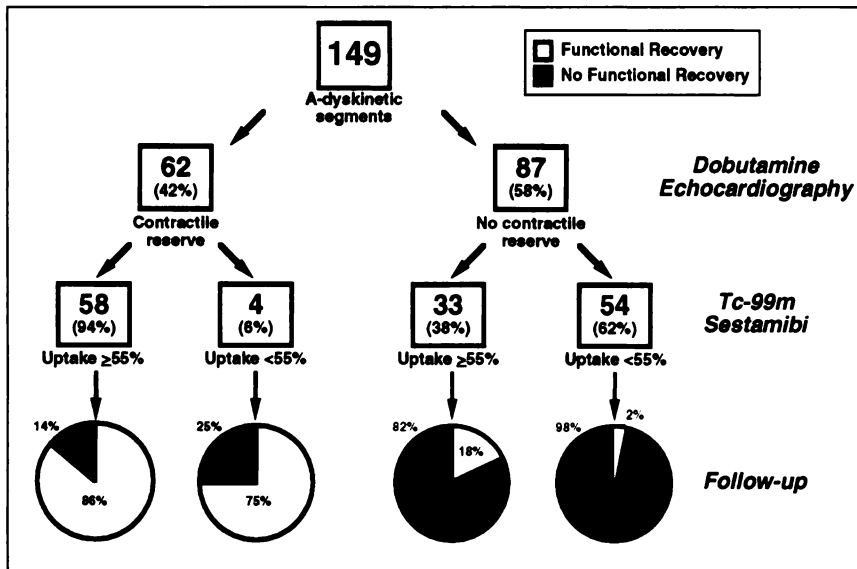 149
A-dyskinetic
segments
Functional Recovery
No Functional Recovery
62
(42%)
Contractile
reserve
87
(58%)
No contractile
reserve
Dobutamine
Echocardiography
58
(94%)
Uptake ≥55%
4
(6%)
Uptake <55%
33
(38%)
Uptake ≥55%
54
(62%)
Uptake <55%
Tc-99m
Sestamibi
14%
86%
25%
75%
82%
18%
98%
2%
Follow-up